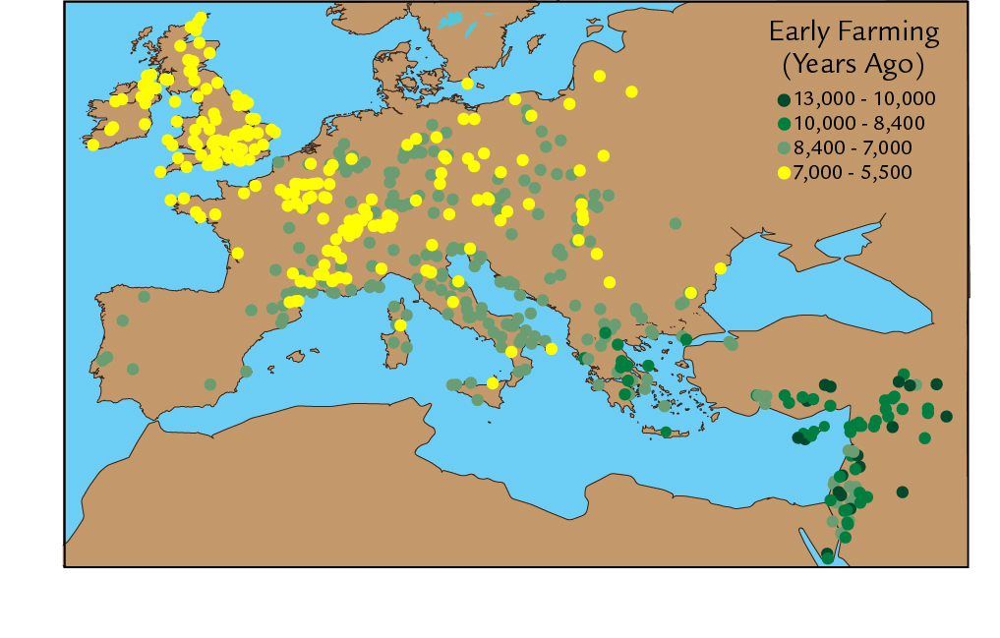 Early Farming
(Years Ago)
13,000 - 10,000
10,000 - 8,400
8,400 - 7,000
7,000 - 5,500